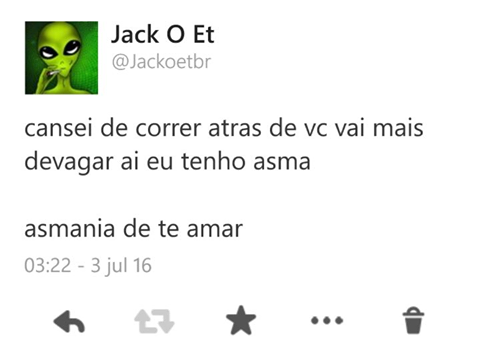 Jack O Et
@Jackoetbr
cansei de correr atras de vc vai mais
devagar ai eu tenho asma
asmania de te amar
03:22 - 3 jul 16